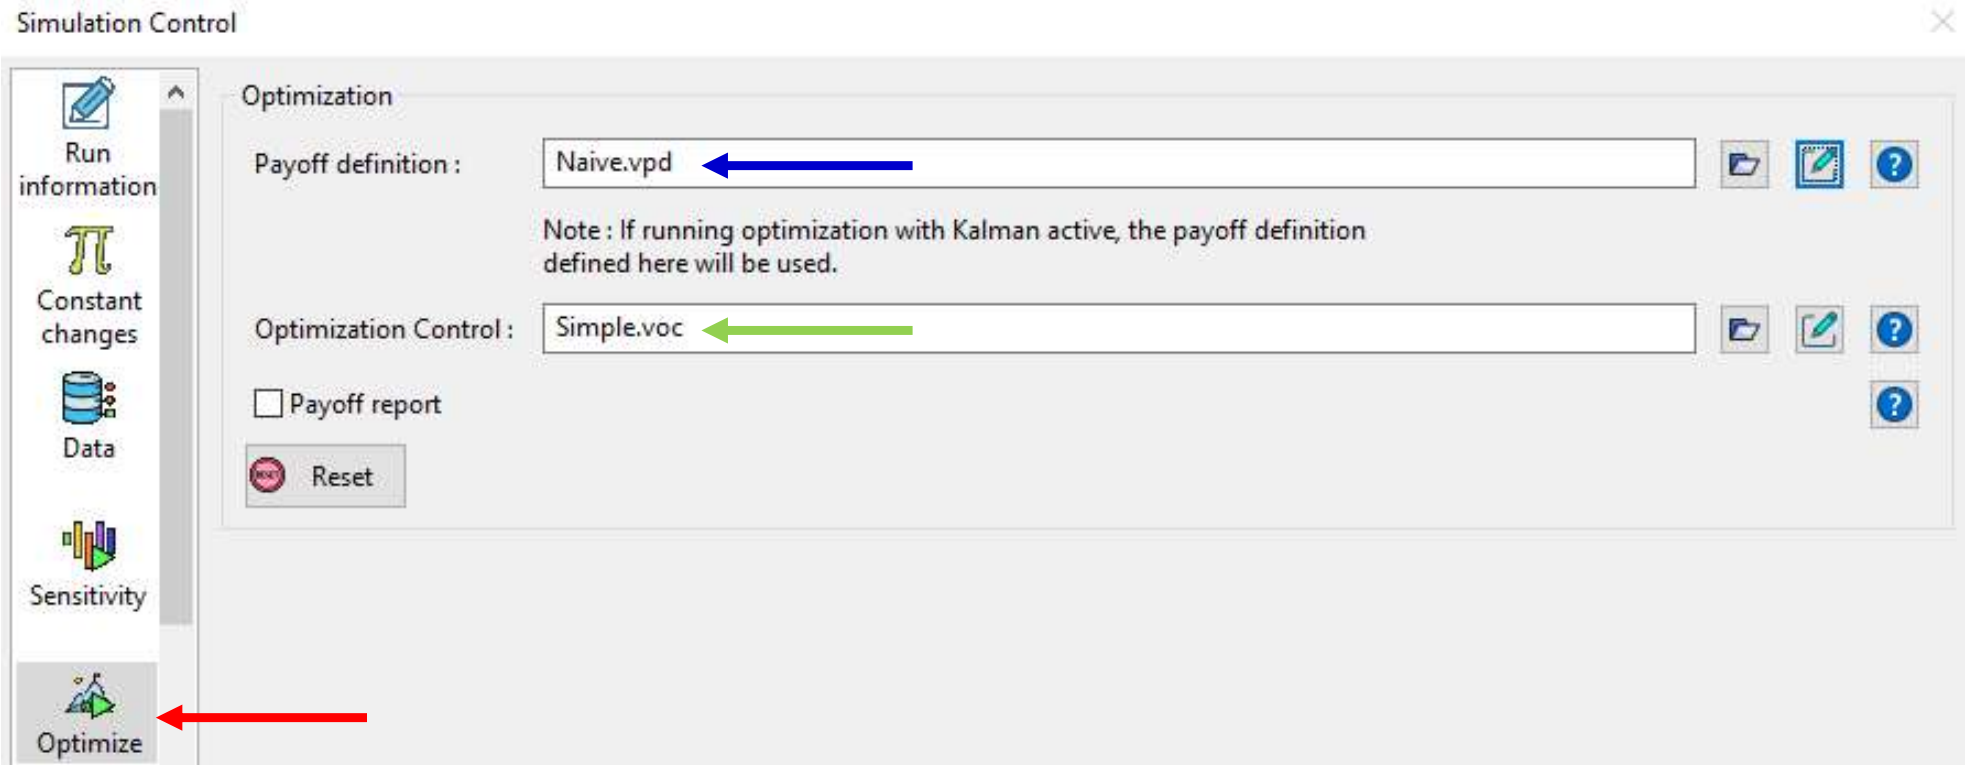 Simulation Control
Run
information
Constant
changes
Data
Sensitivity
Optimize
Optimization
Payoff definition :
Naive.vpd
Note : If running optimization with Kalman active, the payoff definition
defined here will be used.
Optimization Control :
Simple.voc
Payoff report
Reset